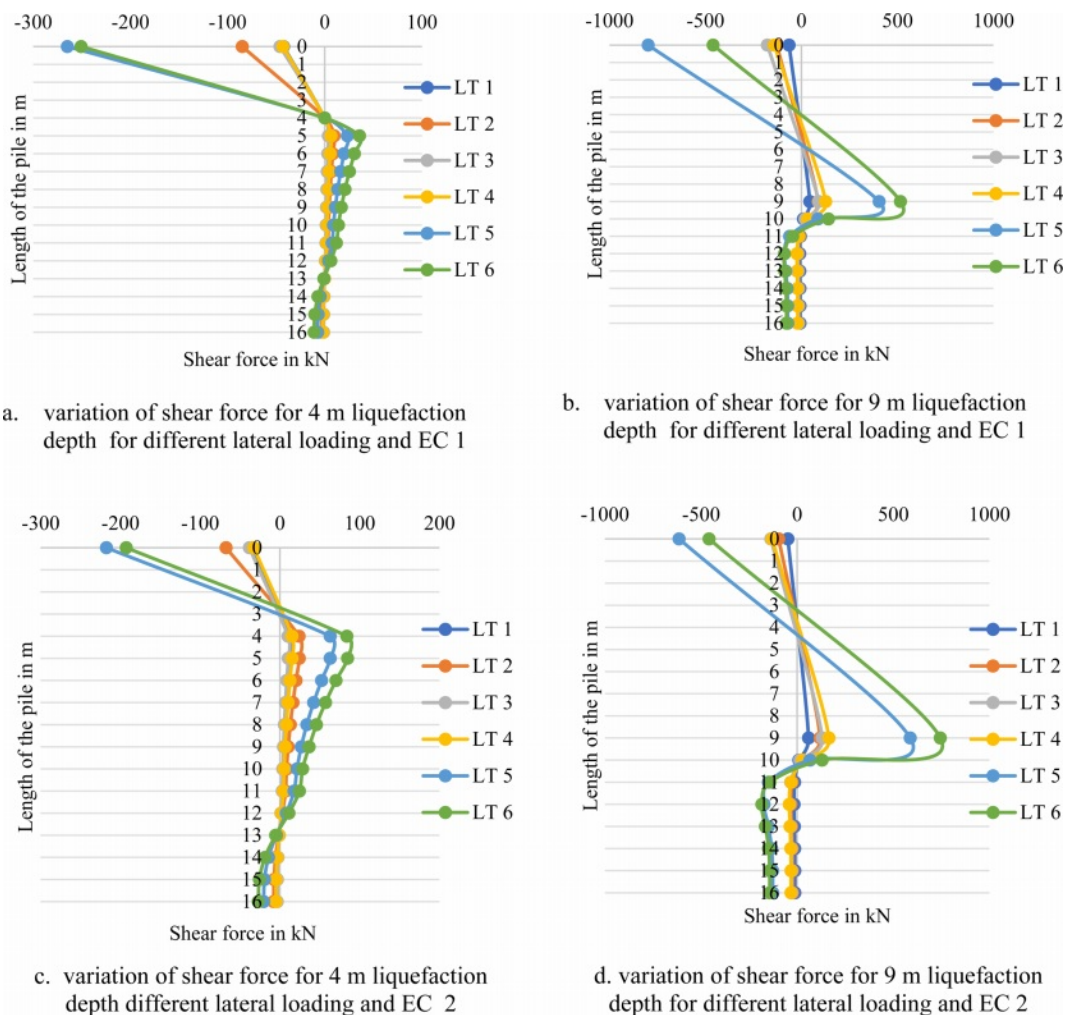 -300 -200 -100 0 100
0
1
2
3
4
5
6
7
8
9
10
11
12
13
14
15
16
Length of the pile in m
Shear force in kN
LT 1
LT 2
LT 3
LT 4
LT 5
LT 6
a. variation of shear force for 4 m liquefaction
depth for different lateral loading and EC 1
-1000 -500 0 500 1000
0
1
2
3
4
5
6
7
8
9
10
11
12
13
14
15
16
Length of the pile in m
Shear force in kN
LT 1
LT 2
LT 3
LT 4
LT 5
LT 6
b. variation of shear force for 9 m liquefaction
depth for different lateral loading and EC 1
-300 -200 -100 0 100 200
0
1
2
3
4
5
6
7
8
9
10
11
12
13
14
15
16
Length of the pile in m
Shear force in kN
LT 1
LT 2
LT 3
LT 4
LT 5
LT 6
c. variation of shear force for 4 m liquefaction
depth different lateral loading and EC 2
-1000 -500 0 500 1000
0
1
2
3
4
5
6
7
8
9
10
11
12
13
14
15
16
Length of the pile in m
Shear force in kN
LT 1
LT 2
LT 3
LT 4
LT 5
LT 6
d. variation of shear force for 9 m liquefaction
depth for different lateral loading and EC 2